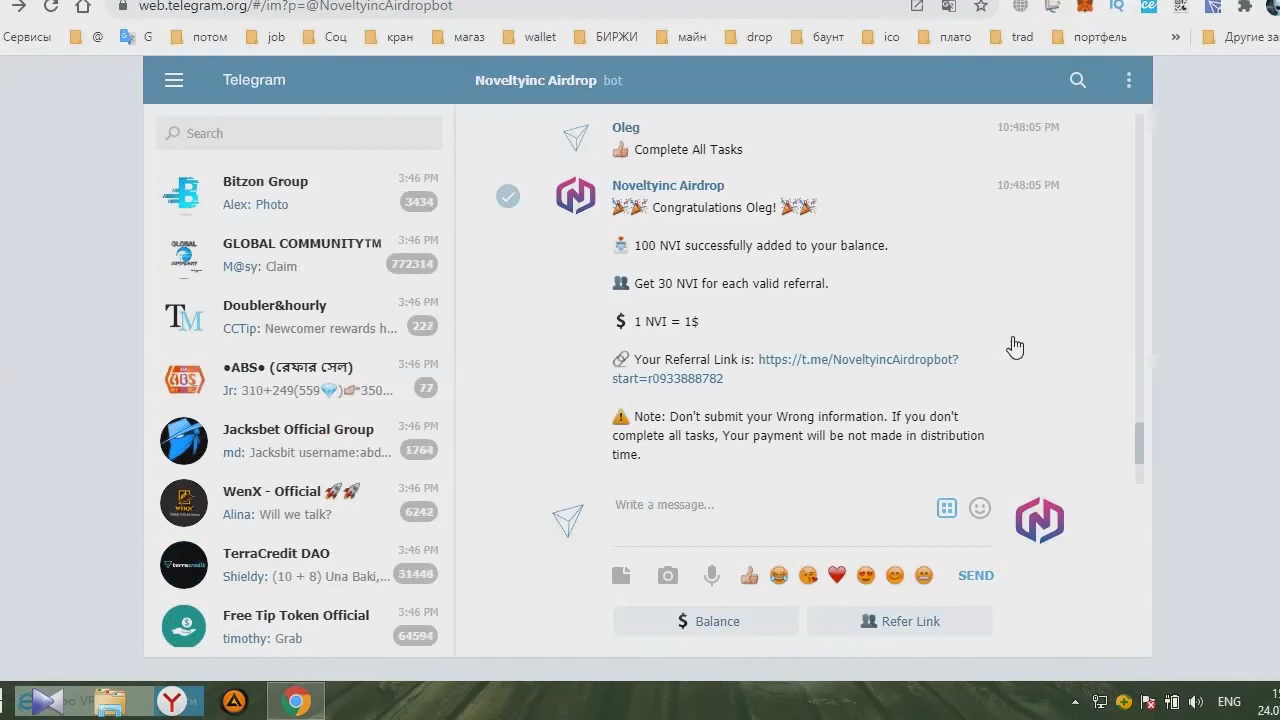 web.telegram.org/#/im?p=@NoveltyincAirdropbot
Сервисы @ G потом job Соц кран магаз wallet БИРЖИ майн drop баунт ico плато trad портфель » Другие за
Telegram
Noveltyinc Airdrop bot
Search
Bitzon Group 3:46 PM
Alex: Photo 3434
GLOBAL COMMUNITY™ 3:46 PM
M@sy: Claim 772314
Doubler&hourly 3:46 PM
CCTip: Newcomer rewards h... 227
●ABS● (রেফার সেল) 3:46 PM
Jr: 310+249(559💎)👉🏼350... 77
Jacksbet Official Group 3:46 PM
md: Jacksbit username:abd... 1764
WenX - Official 🚀🚀 3:46 PM
Alina: Will we talk? 6242
TerraCredit DAO 3:46 PM
Shieldy: (10 + 8) Una Baki,... 31448
Free Tip Token Official 3:46 PM
timothy: Grab 64594
Oleg 10:48:05 PM
👍🏼 Complete All Tasks
Noveltyinc Airdrop 10:48:05 PM
🎉🎉 Congratulations Oleg! 🎉🎉
100 NVI successfully added to your balance.
👥 Get 30 NVI for each valid referral.
💲 1 NVI = 1$
🔗 Your Referral Link is: https://t.me/NoveltyincAirdropbot?
start=r0933888782
⚠️ Note: Don't submit your Wrong information. If you don't
complete all tasks, Your payment will be not made in distribution
time.
Write a message...
SEND
💲 Balance
👥 Refer Link
ENG